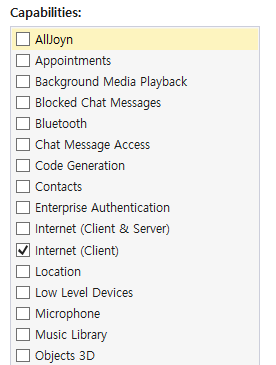 Capabilities:
AllJoyn
Appointments
Background Media Playback
Blocked Chat Messages
Bluetooth
Chat Message Access
Code Generation
Contacts
Enterprise Authentication
Internet (Client & Server)
Internet (Client)
Location
Low Level Devices
Microphone
Music Library
Objects 3D